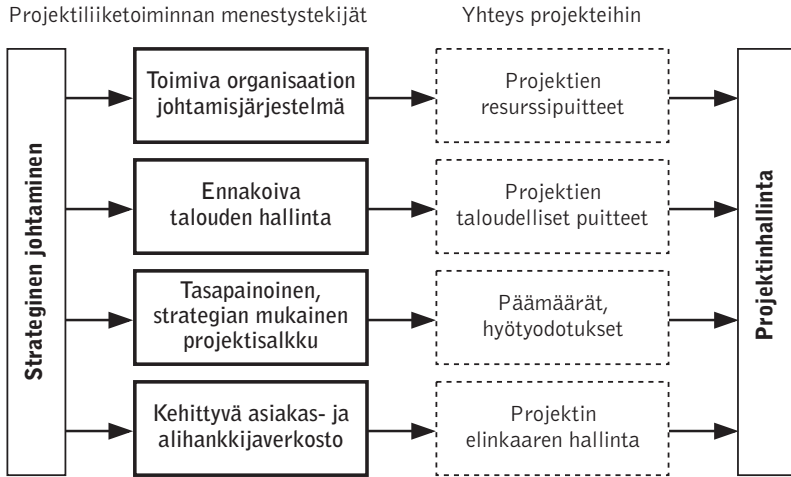 Projektiliiketoiminnan menestystekijät
Yhteys projekteihin
Strateginen johtaminen
Toimiva organisaation
johtamisjärjestelmä
Projektien
resurssipuitteet
Ennakoiva
talouden hallinta
Projektien
taloudelliset puitteet
Tasapainoinen,
strategian mukainen
projektisalkku
Päämäärät,
hyötyodotukset
Kehittyvä asiakas- ja
alihankkijaverkosto
Projektin
elinkaaren hallinta
Projektinhallinta